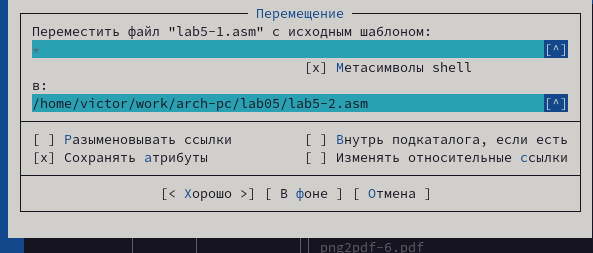 Перемещение
Переместить файл "lab5-1.asm" с исходным шаблоном:
* [^]
[x] Метасимволы shell
в:
/home/victor/work/arch-pc/lab05/lab5-2.asm [^]
[ ] Разыменовывать ссылки [ ] Внутрь подкаталога, если есть
[x] Сохранять атрибуты [ ] Изменять относительные ссылки
[< Хорошо >] [ В фоне ] [ Отмена ]
png2pdf-6.pdf